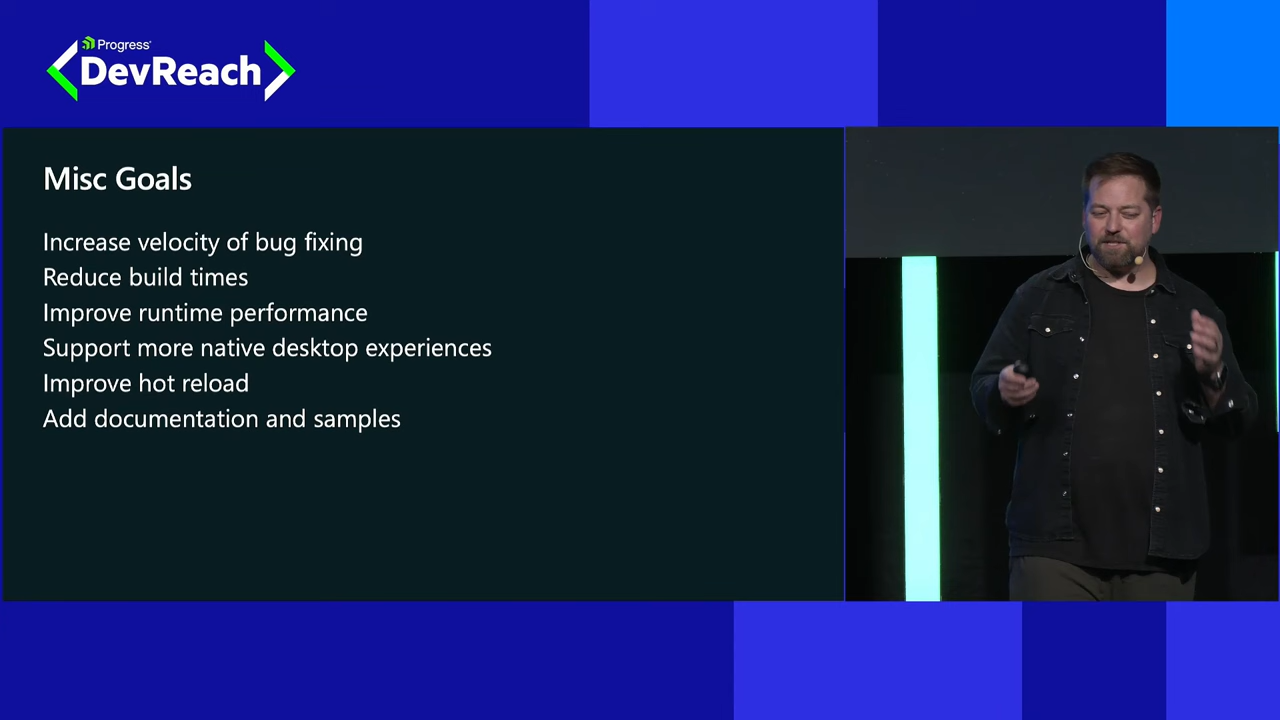 Progress
DevReach
Misc Goals
Increase velocity of bug fixing
Reduce build times
Improve runtime performance
Support more native desktop experiences
Improve hot reload
Add documentation and samples